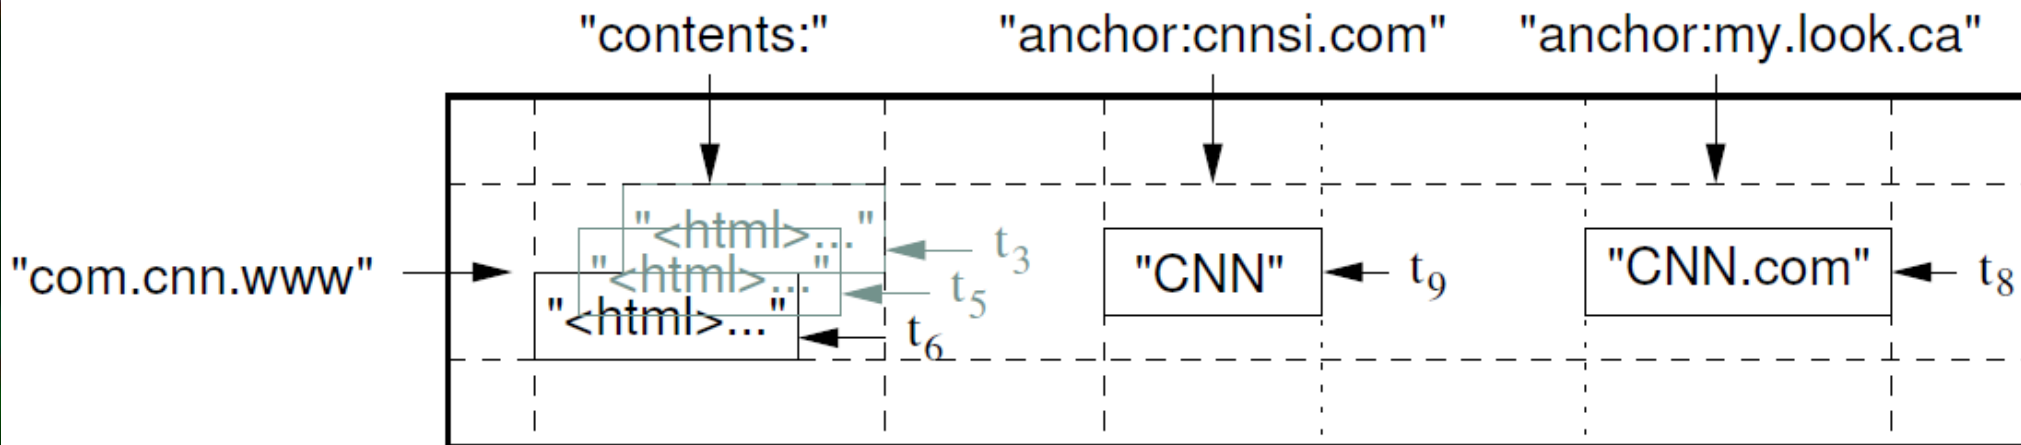 "contents:"
"anchor:cnnsi.com"
"anchor:my.look.ca"
"com.cnn.www"
"<html>..."
t3
"<html>..."
t5
"<html>..."
t6
"CNN"
t9
"CNN.com"
t8